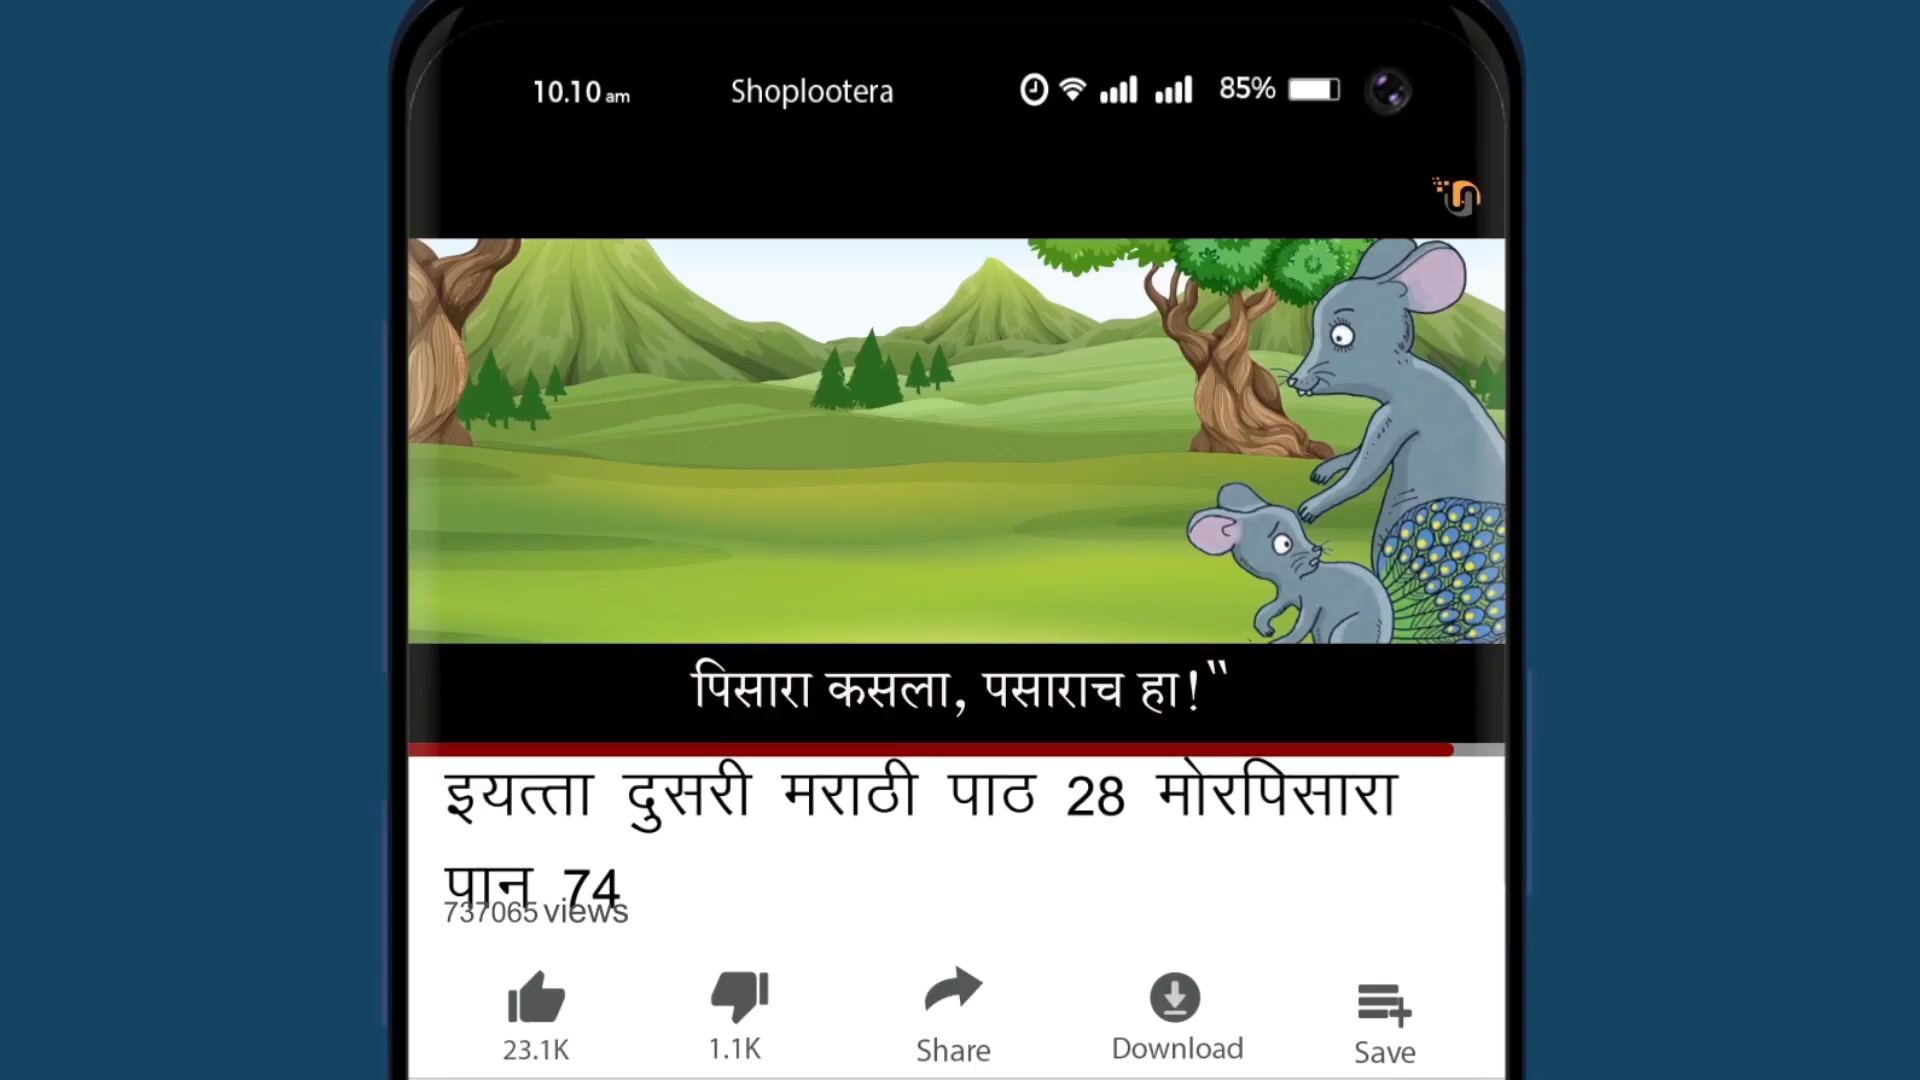 10.10 am Shoplootera 85%
पिसारा कसला, पसाराच हा!"
इयत्ता दुसरी मराठी पाठ 28 मोरपिसारा
पान 74
737065 views
23.1K 1.1K Share Download Save